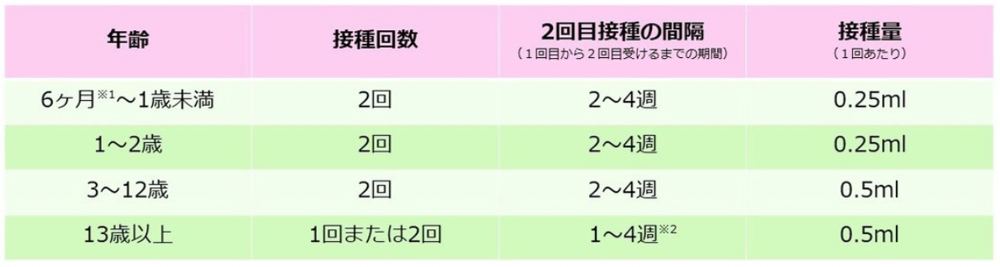 年齢 接種回数 2回目接種の間隔 接種量
(1回目から2回目受けるまでの期間) (1回あたり)
6ヶ月※1～1歳未満 2回 2～4週 0.25ml
1～2歳 2回 2～4週 0.25ml
3～12歳 2回 2～4週 0.5ml
13歳以上 1回または2回 1～4週※2 0.5ml